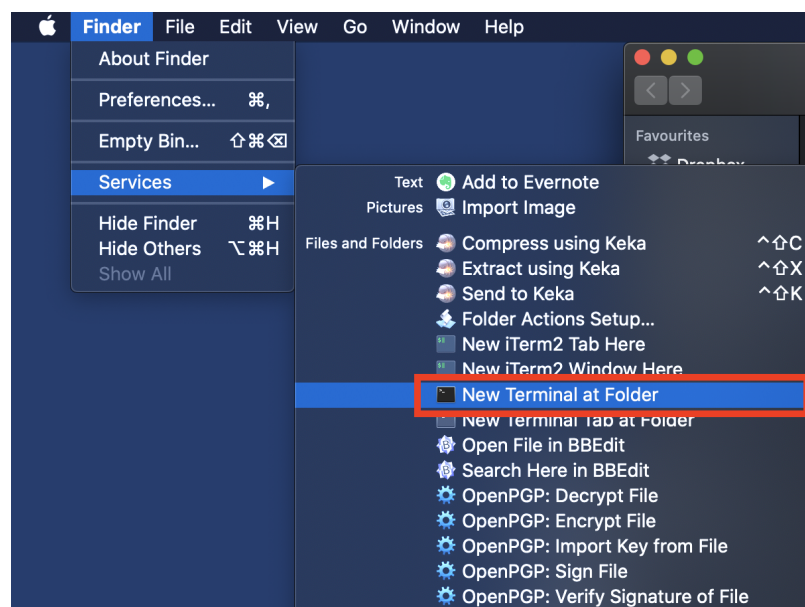 Finder File Edit View Go Window Help
About Finder
Preferences... ⌘,
Empty Bin... ⇧⌘⌫
Services ▶
Hide Finder ⌘H
Hide Others ⌥⌘H
Show All
Favourites
Dropbox
Text Add to Evernote
Pictures Import Image
Files and Folders Compress using Keka ^⇧C
Extract using Keka ^⇧X
Send to Keka ^⇧K
Folder Actions Setup...
New iTerm2 Tab Here
New iTerm2 Window Here
New Terminal at Folder
New Terminal Tab at Folder
Open File in BBEdit
Search Here in BBEdit
OpenPGP: Decrypt File
OpenPGP: Encrypt File
OpenPGP: Import Key from File
OpenPGP: Sign File
OpenPGP: Verify Signature of File